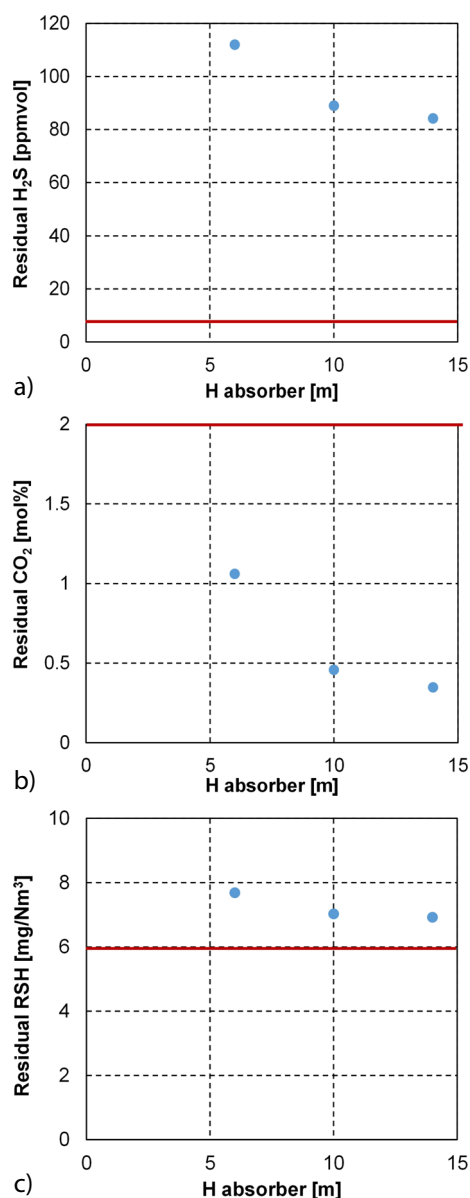 120
100
80
60
40
20
0
Residual H₂S [ppmvol]
0 5 10 15
H absorber [m]
a)
2
1.5
1
0.5
0
Residual CO₂ [mol%]
0 5 10 15
H absorber [m]
b)
10
8
6
4
2
0
Residual RSH [mg/Nm³]
0 5 10 15
H absorber [m]
c)